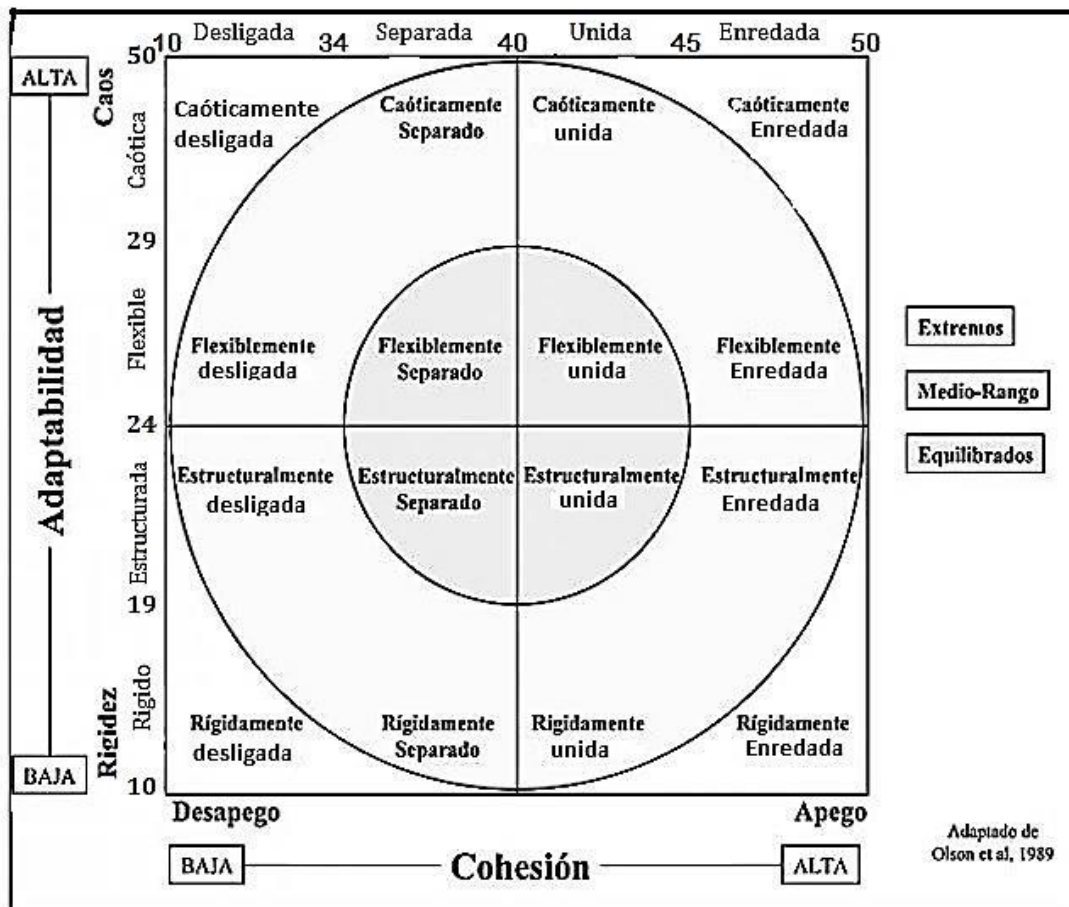 Desligada Separada Unida Enredada
10 34 40 45 50
50
ALTA
Caos
Caótica
Caóticamente
desligada
Caóticamente
Separado
Caóticamente
unida
Caóticamente
Enredada
29
Adaptabilidad
Flexible
Flexiblemente
desligada
Flexiblemente
Separado
Flexiblemente
unida
Flexiblemente
Enredada
Extremos
Medio-Rango
Equilibrados
24
Estructurada
Estructuralmente
desligada
Estructuralmente
Separado
Estructuralmente
unida
Estructuralmente
Enredada
19
Rigidez
Rígido
Rígidamente
desligada
Rígidamente
Separado
Rigidamente
unida
Rígidamente
Enredada
BAJA
10
Desapego Apego
BAJA Cohesión ALTA
Adaptado de
Olson et al, 1989